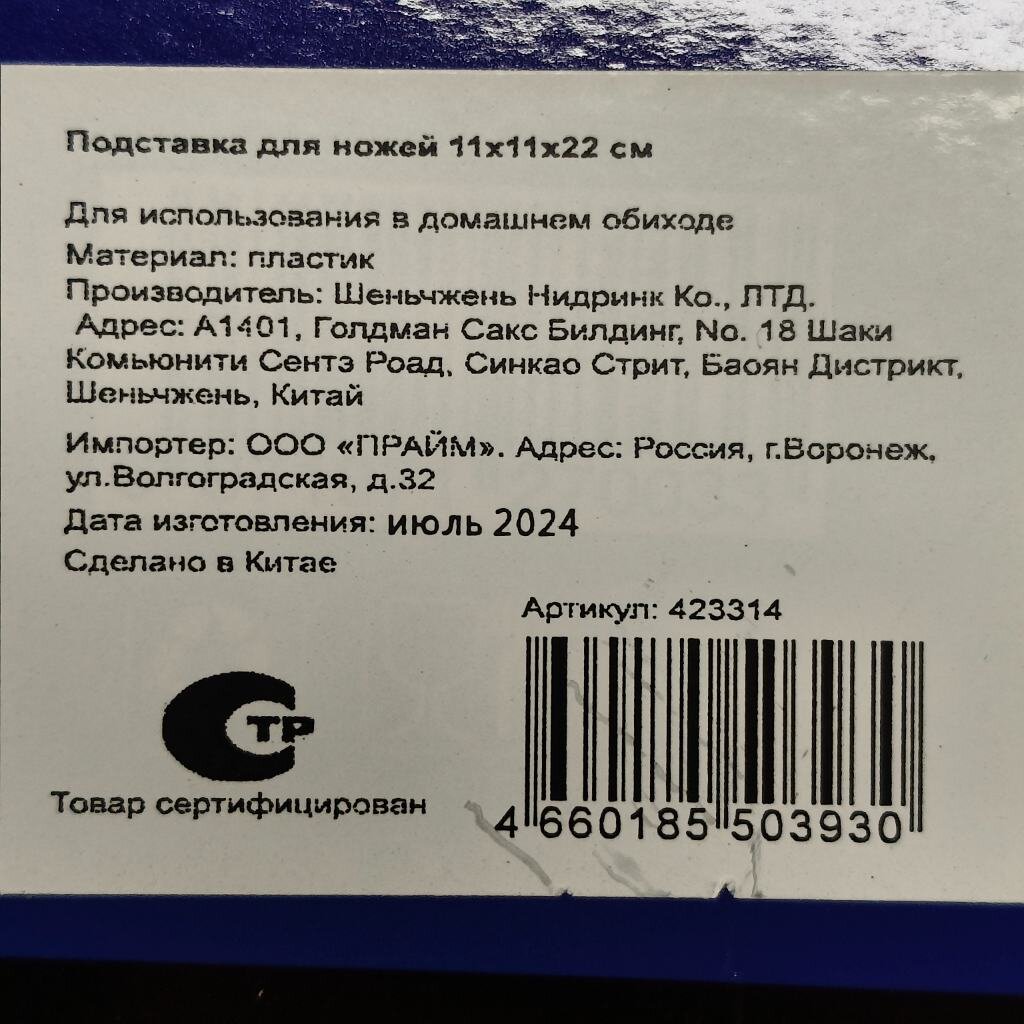 Подставка для ножей 11x11x22 см
Для использования в домашнем обиходе
Материал: пластик
Производитель: Шеньчжень Нидринк Ко., ЛТД.
Адрес: А1401, Голдман Сакс Билдинг, No. 18 Шаки
Комьюнити Сентэ Роад, Синкао Стрит, Баоян Дистрикт,
Шеньчжень, Китай
Импортер: ООО «ПРАЙМ». Адрес: Россия, г.Воронеж,
ул.Волгоградская, д.32
Дата изготовления: июль 2024
Сделано в Китае
Артикул: 423314
ТР
Товар сертифицирован
4 660185 503930